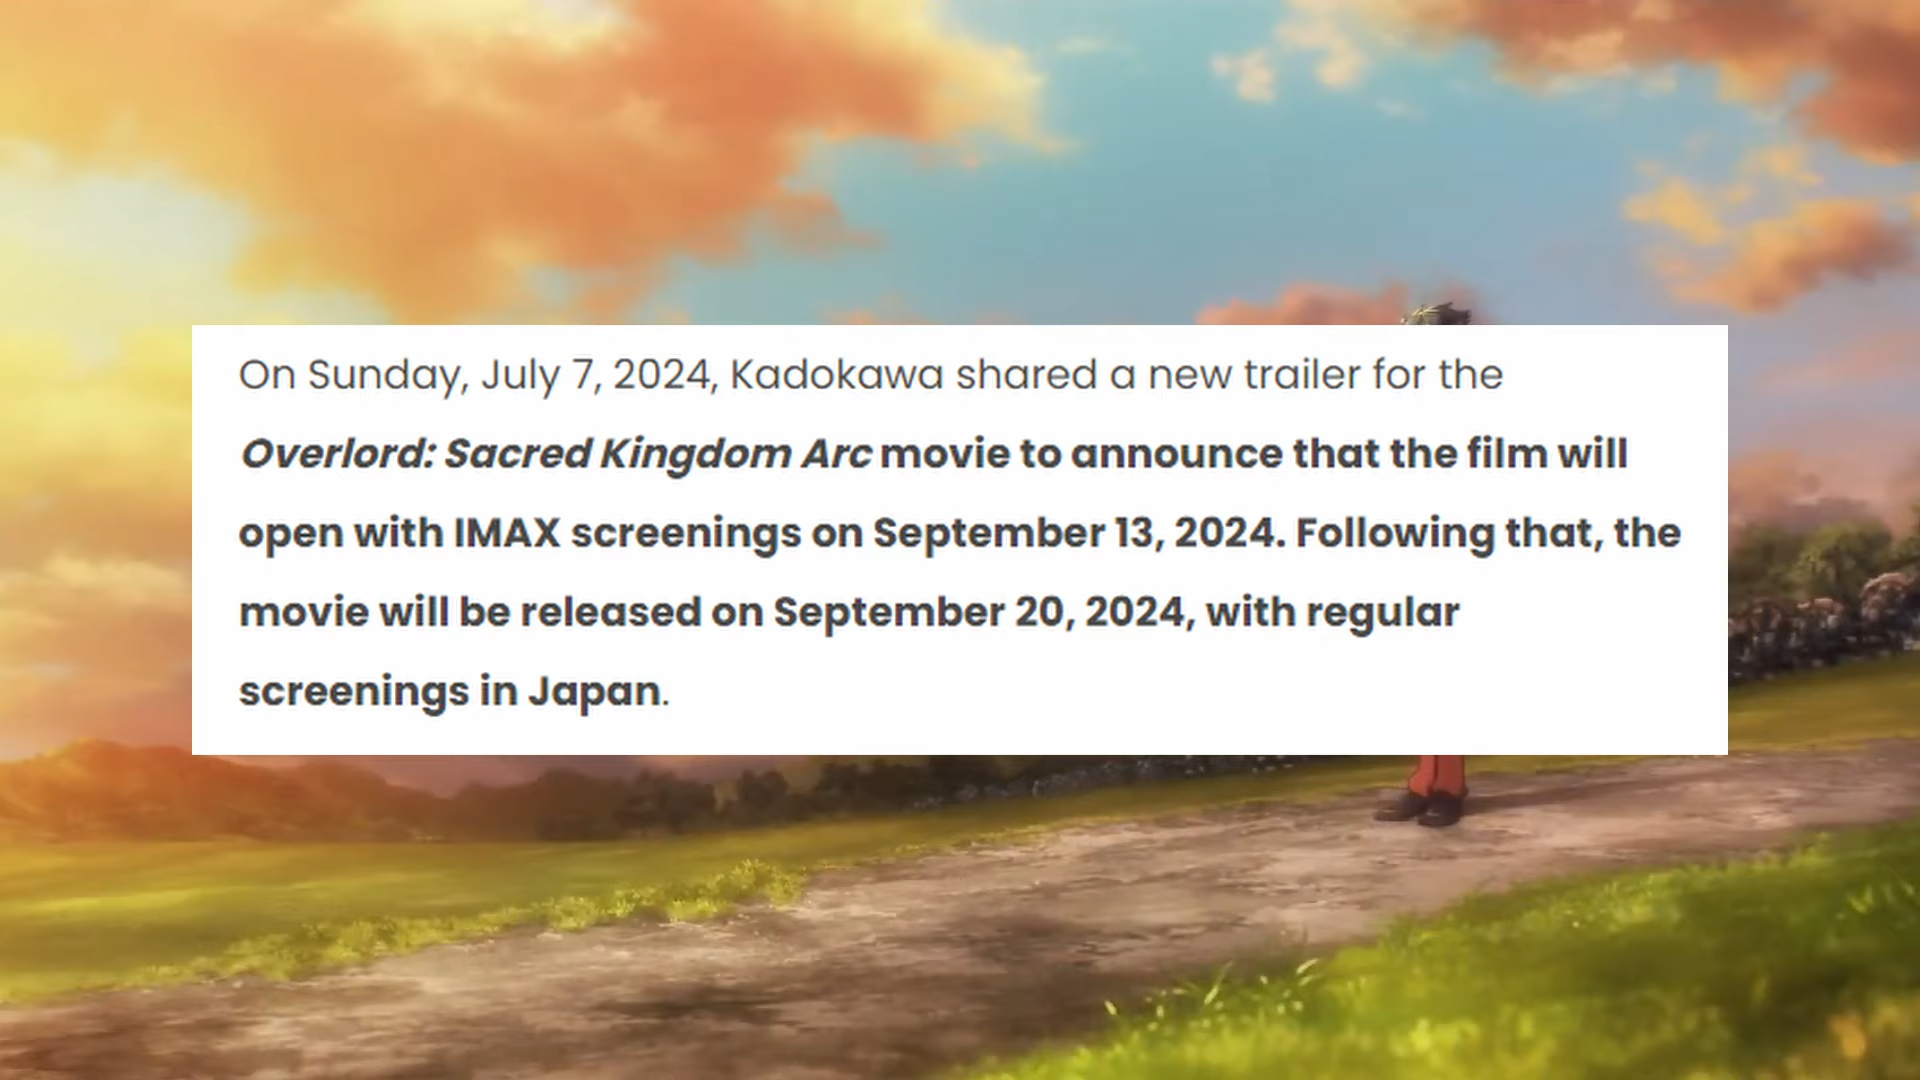 On Sunday, July 7, 2024, Kadokawa shared a new trailer for the
Overlord: Sacred Kingdom Arc movie to announce that the film will
open with IMAX screenings on September 13, 2024. Following that, the
movie will be released on September 20, 2024, with regular
screenings in Japan.